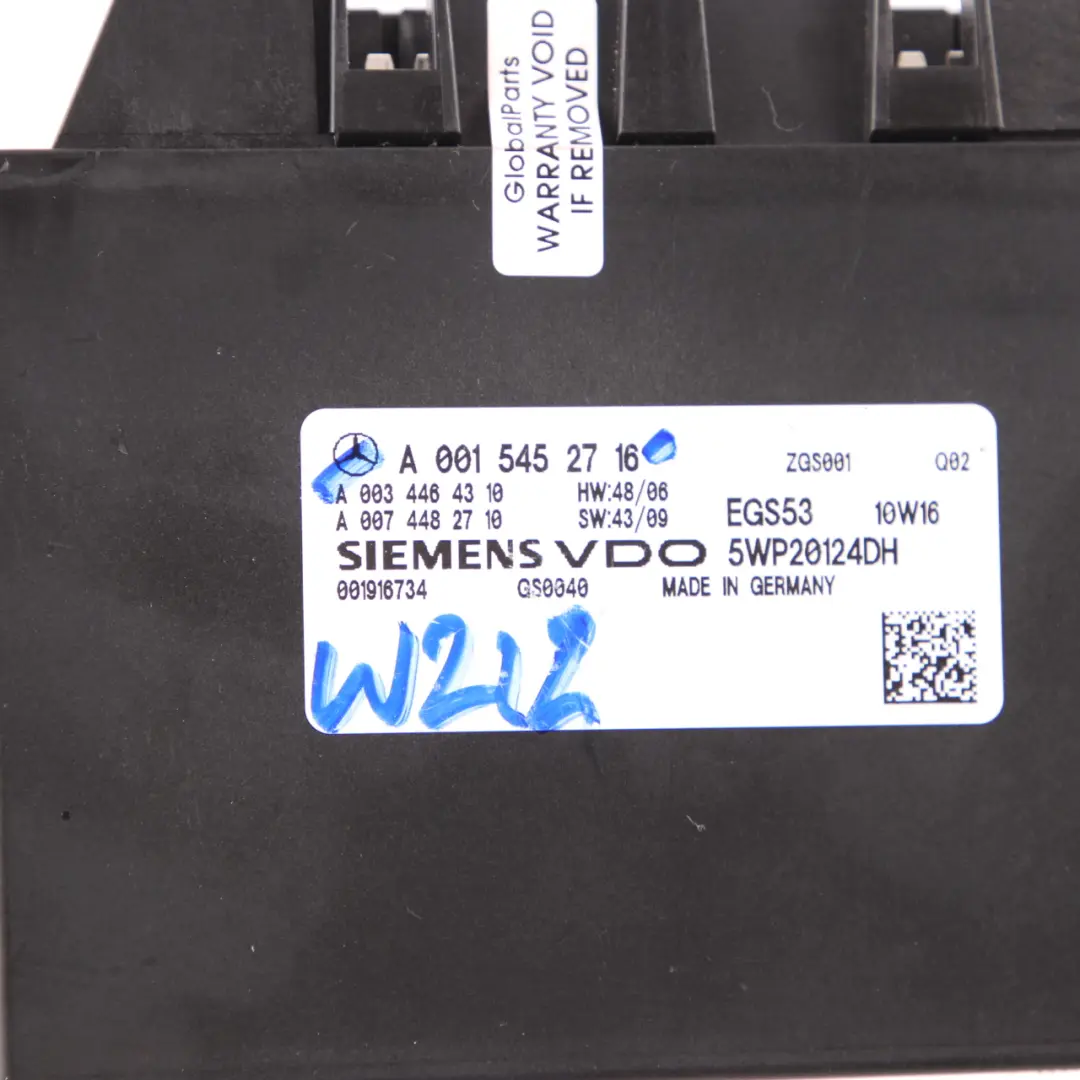 GlobalParts
WARRANTY VOID
IF REMOVED
A 001 545 27 16 ZGS001 Q02
A 003 446 43 10 HW:48/06
A 007 448 27 10 SW:43/09 EGS53 10W16
SIEMENS VDO 5WP20124DH
001916734 GS0040 MADE IN GERMANY
W212